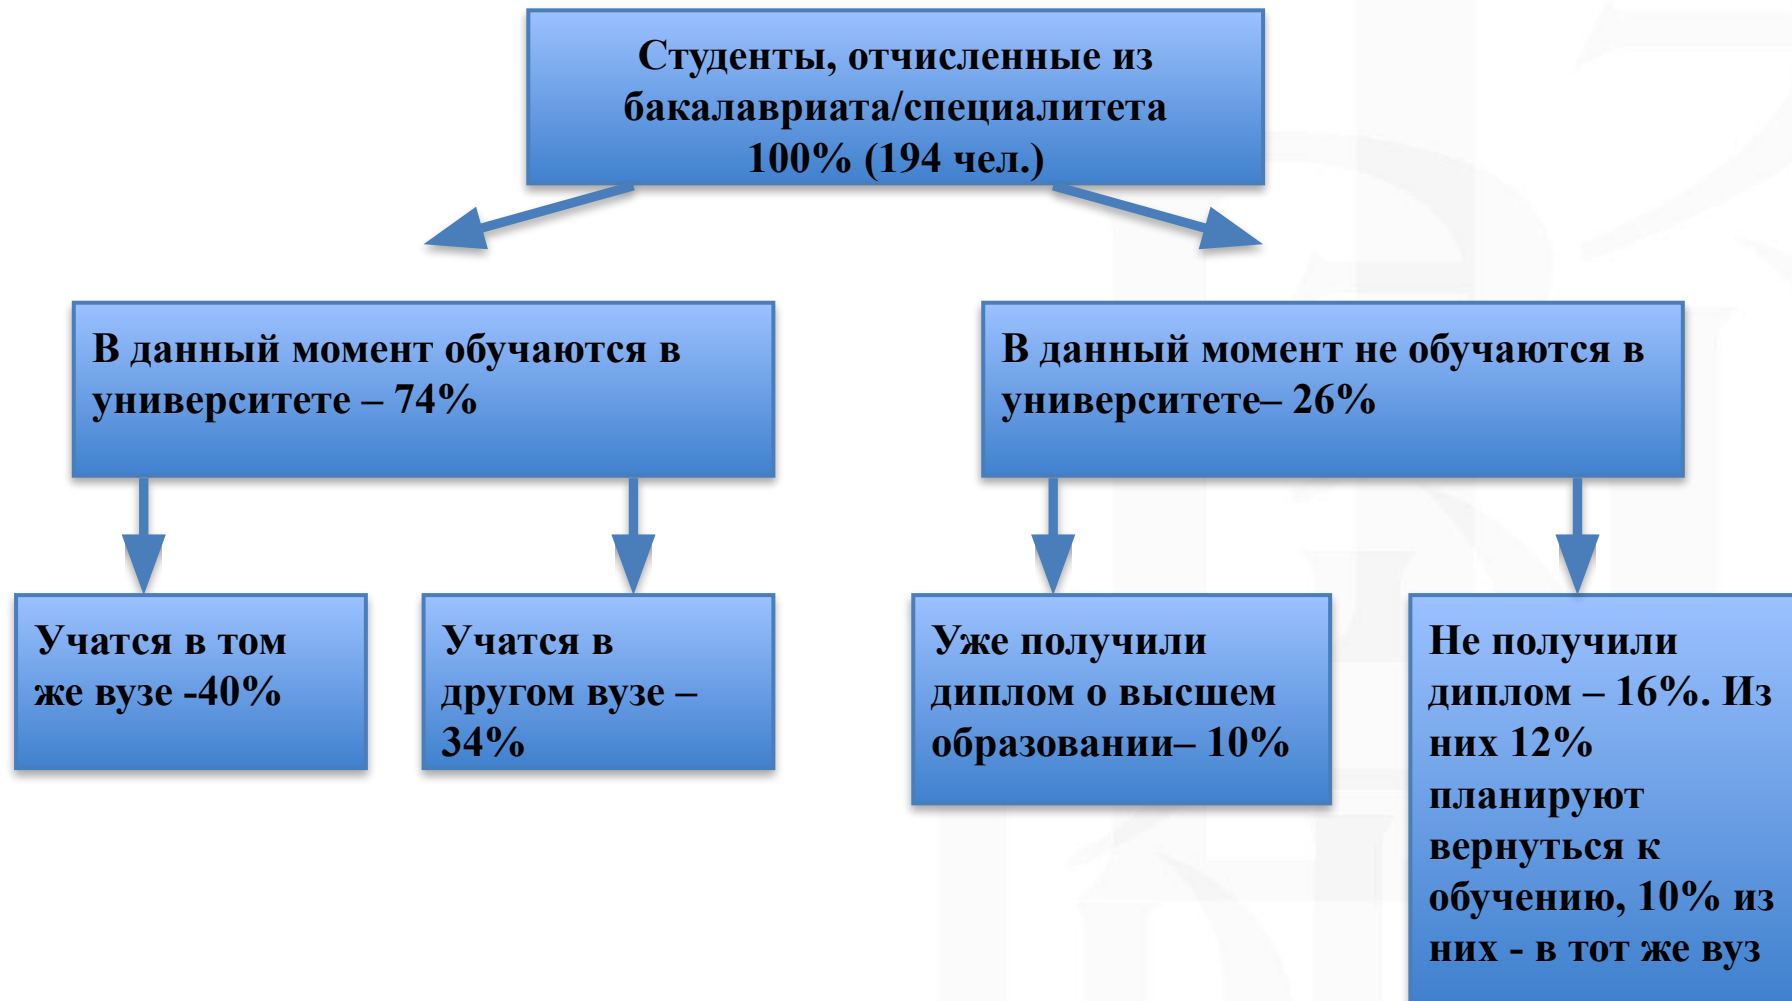 Студенты, отчисленные из
бакалавриата/специалитета
100% (194 чел.)
В данный момент обучаются в
университете – 74%
В данный момент не обучаются в
университете– 26%
Учатся в том
же вузе -40%
Учатся в
другом вузе –
34%
Уже получили
диплом о высшем
образовании– 10%
Не получили
диплом – 16%. Из
них 12%
планируют
вернуться к
обучению, 10% из
них - в тот же вуз